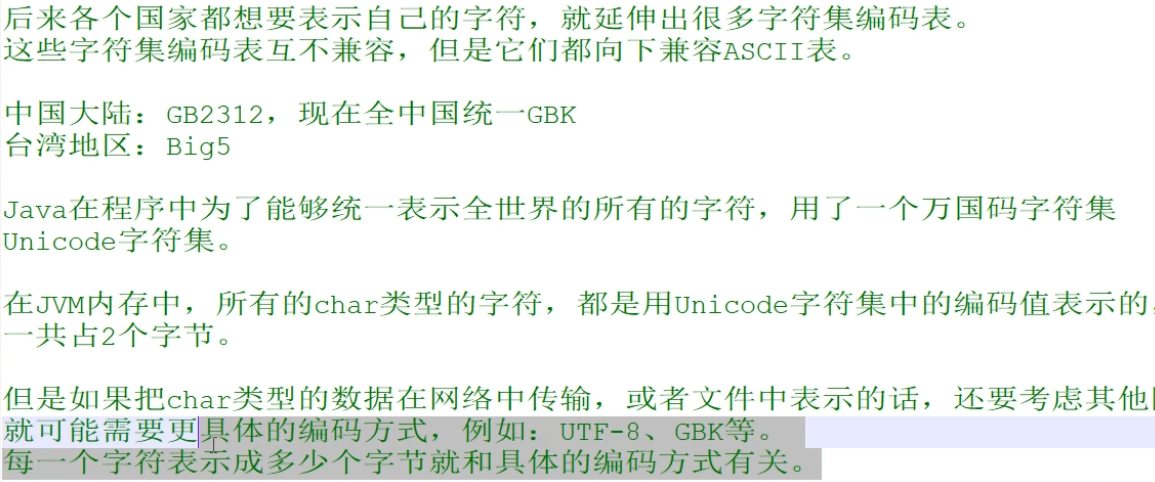 后来各个国家都想要表示自己的字符，就延伸出很多字符集编码表。
这些字符集编码表互不兼容，但是它们都向下兼容ASCII表。
中国大陆：GB2312，现在全中国统一GBK
台湾地区：Big5
Java在程序中为了能够统一表示全世界的所有的字符，用了一个万国码字符集
Unicode字符集。
在JVM内存中，所有的char类型的字符，都是用Unicode字符集中的编码值表示的，
一共占2个字节。
但是如果把char类型的数据在网络中传输，或者文件中表示的话，还要考虑其他
就可能需要更具体的编码方式，例如：UTF-8、GBK等。
每一个字符表示成多少个字节就和具体的编码方式有关。